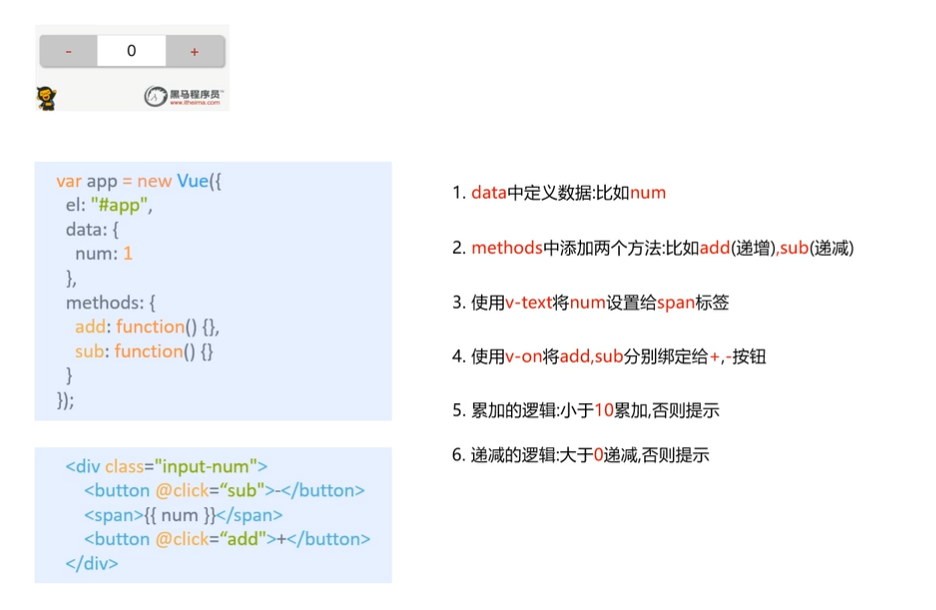 - 0 +
黑马程序员™
www.itheima.com
var app = new Vue({
el: "#app",
data: {
num: 1
},
methods: {
add: function() {},
sub: function() {}
}
});
<div class="input-num">
<button @click=“sub">-</button>
<span>{{ num }}</span>
<button @click=“add">+</button>
</div>
1. data中定义数据:比如num
2. methods中添加两个方法:比如add(递增),sub(递减)
3. 使用v-text将num设置给span标签
4. 使用v-on将add,sub分别绑定给+,-按钮
5. 累加的逻辑:小于10累加,否则提示
6. 递减的逻辑:大于0递减,否则提示